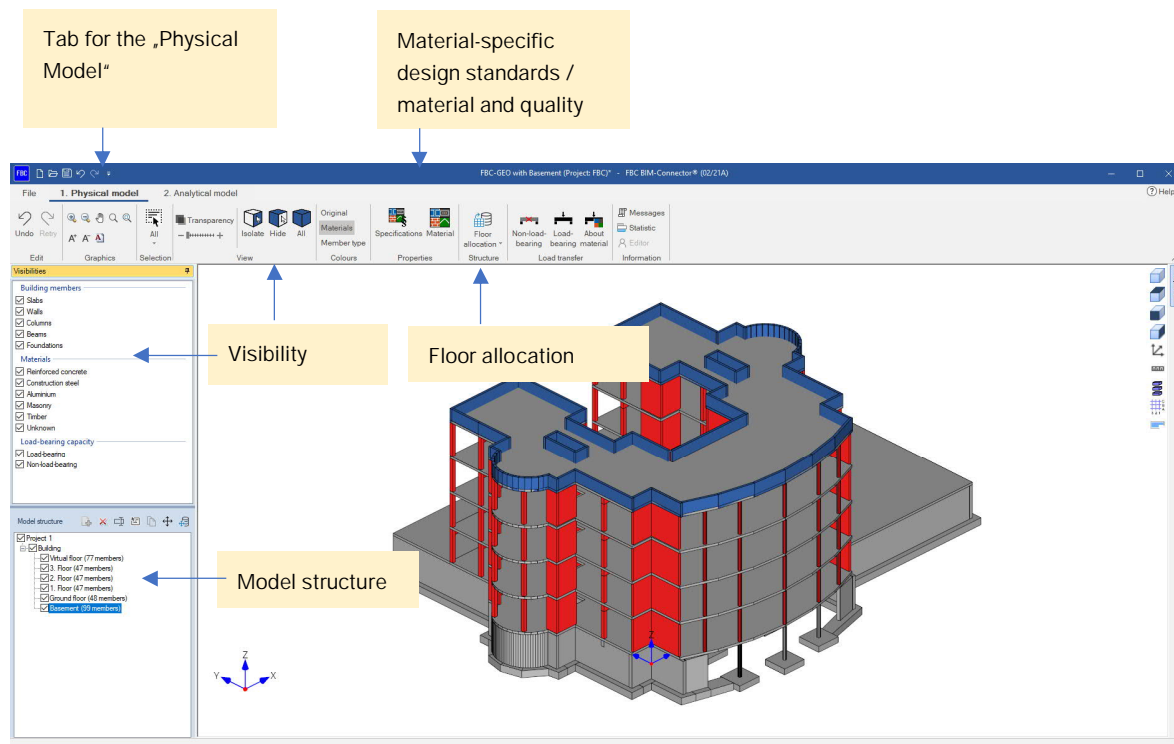 Tab for the „Physical
Model“
Material-specific
design standards /
material and quality
FBC
FBC-GEO with Basement (Project: FBC)* - FBC BIM-Connector® (02/21A)
File 1. Physical model 2. Analytical model
? Help
Undo Retry
All
Transparency
Isolate Hide All
Original
Materials
Member type
Specifications Material
Floor
allocation
Non-load-
bearing
Load-
bearing
About
material
Messages
Statistic
Editor
Edit Graphics Selection View Colours Properties Structure Load transfer Information
Visibilities
Building members
Slabs
Walls
Columns
Beams
Foundations
Materials
Reinforced concrete
Construction steel
Aluminium
Masonry
Timber
Unknown
Load-bearing capacity
Load-bearing
Non-load-bearing
Visibility
Floor allocation
Model structure
Project 1
Building
Virtual floor (77 members)
3. Floor (47 members)
2. Floor (47 members)
1. Floor (47 members)
Ground floor (48 members)
Basement (99 members)
Model structure
Z
Y
X
Z